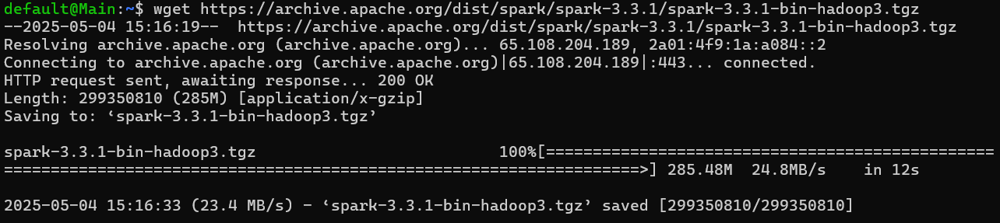 default@Main:~$ wget https://archive.apache.org/dist/spark/spark-3.3.1/spark-3.3.1-bin-hadoop3.tgz
--2025-05-04 15:16:19--  https://archive.apache.org/dist/spark/spark-3.3.1/spark-3.3.1-bin-hadoop3.tgz
Resolving archive.apache.org (archive.apache.org)... 65.108.204.189, 2a01:4f9:1a:a084::2
Connecting to archive.apache.org (archive.apache.org)|65.108.204.189|:443... connected.
HTTP request sent, awaiting response... 200 OK
Length: 299350810 (285M) [application/x-gzip]
Saving to: ‘spark-3.3.1-bin-hadoop3.tgz’
spark-3.3.1-bin-hadoop3.tgz                          100%[================================================
====================================================================>] 285.48M  24.8MB/s    in 12s
2025-05-04 15:16:33 (23.4 MB/s) - ‘spark-3.3.1-bin-hadoop3.tgz’ saved [299350810/299350810]